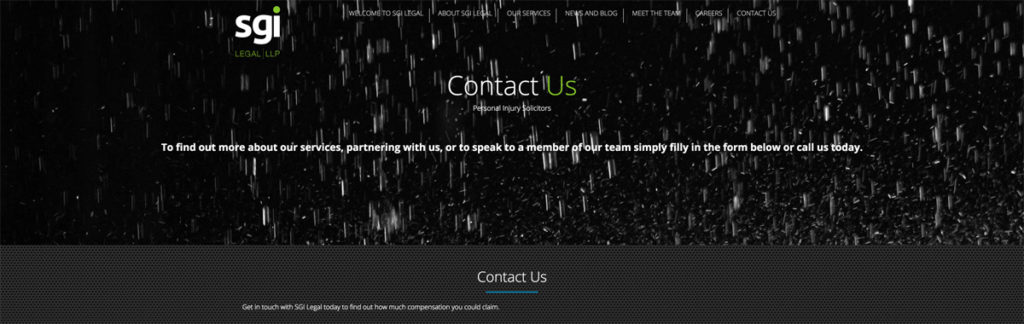 sgi
LEGAL | LLP
WELCOME TO SGI LEGAL | ABOUT SGI LEGAL | OUR SERVICES | NEWS AND BLOG | MEET THE TEAM | CAREERS | CONTACT US
Contact Us
Personal Injury Solicitors
To find out more about our services, partnering with us, or to speak to a member of our team simply filly in the form below or call us today.
Contact Us
Get in touch with SGI Legal today to find out how much compensation you could claim.